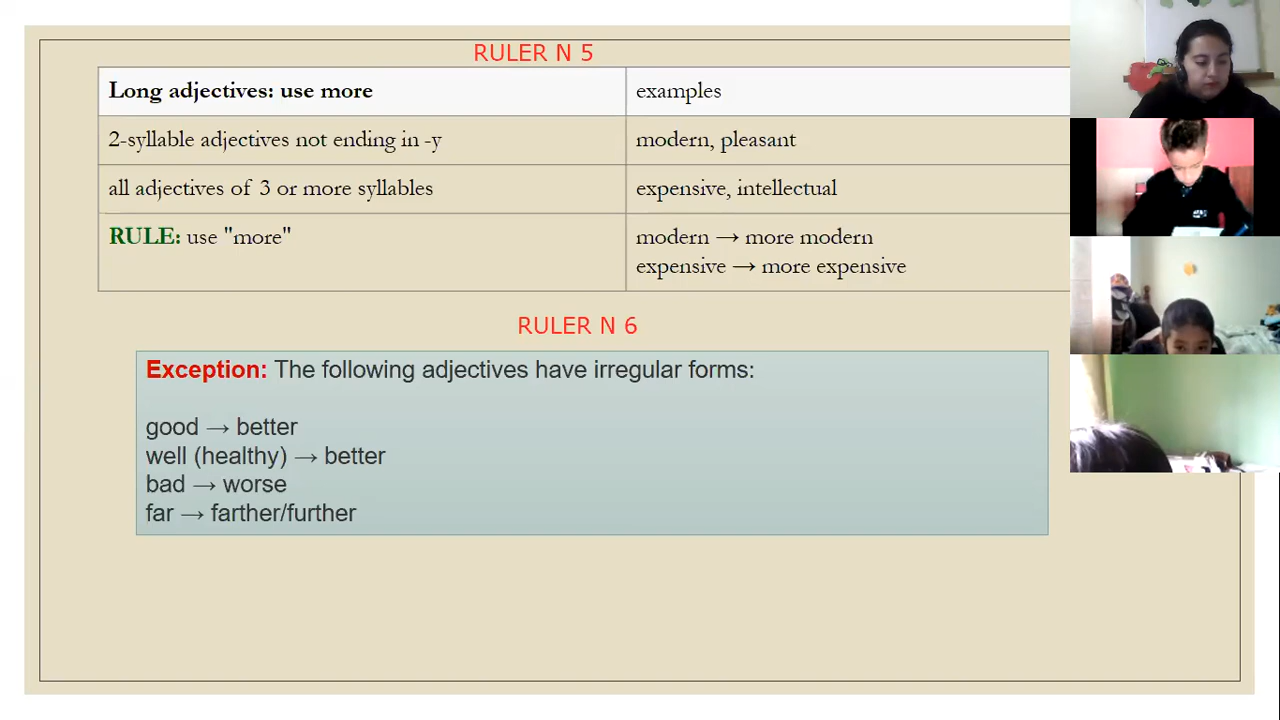 RULER N 5
Long adjectives: use more examples
2-syllable adjectives not ending in -y modern, pleasant
all adjectives of 3 or more syllables expensive, intellectual
RULE: use "more" modern → more modern
expensive → more expensive
RULER N 6
Exception: The following adjectives have irregular forms:
good → better
well (healthy) → better
bad → worse
far → farther/further